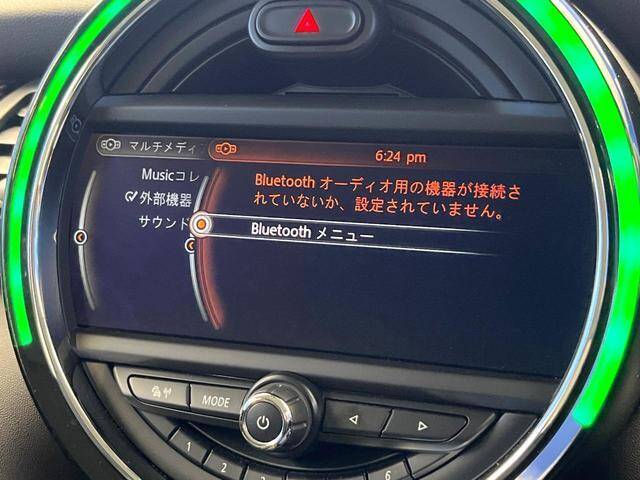 マルチメディ
6:24 pm
Musicコレ
外部機器
サウンド
Bluetooth オーディオ用の機器が接続さ
れていないか、設定されていません。
Bluetooth メニュー
MODE
1
2
6